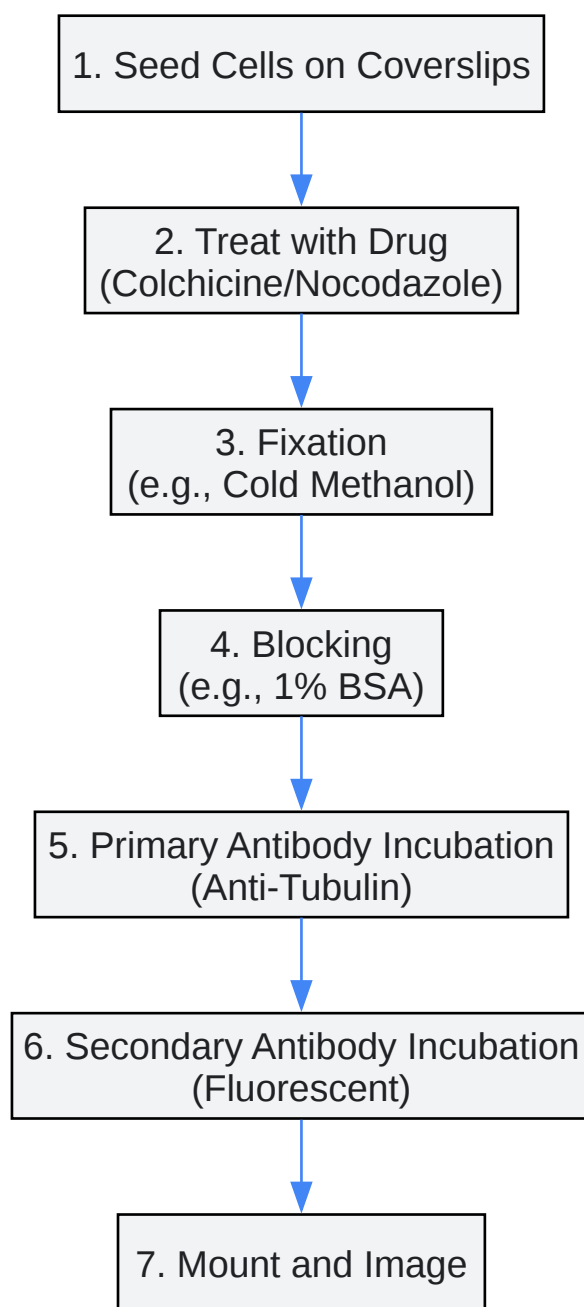 1. Seed Cells on Coverslips
2. Treat with Drug
(Colchicine/Nocodazole)
3. Fixation
(e.g., Cold Methanol)
4. Blocking
(e.g., 1% BSA)
5. Primary Antibody Incubation
(Anti-Tubulin)
6. Secondary Antibody Incubation
(Fluorescent)
7. Mount and Image